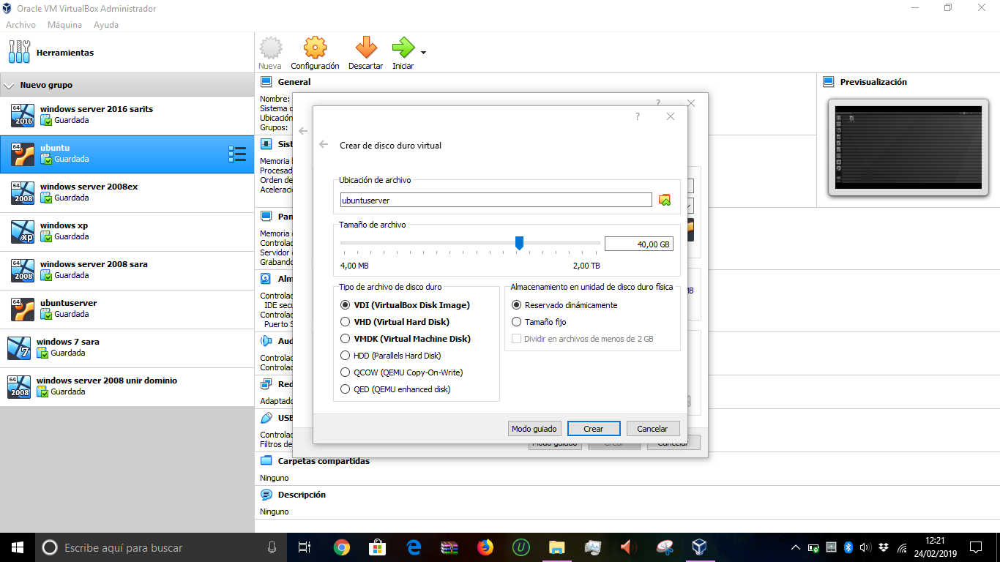 Oracle VM VirtualBox Administrador
Archivo Máquina Ayuda
Herramientas
Nueva Configuración Descartar Iniciar
Nuevo grupo
64 2016 windows server 2016 sarits
Guardada
64 ubuntu
Guardada
64 2008 windows server 2008ex
Guardada
xp windows xp
Guardada
64 2008 windows server 2008 sara
Guardada
64 ubuntuserver
Guardada
7 windows 7 sara
Guardada
64 2008 windows server 2008 unir dominio
Guardada
General
Nombre:
Sistema o
Ubicación
Grupos:
Sist
Memoria
Procesad
Orden de
Aceleraci
Pan
Memoria
Controlad
Servidor
Grabando
Alm
Controlad
IDE secu
Controlad
Puerto S
Aud
Controlad
Controlad
Red
Adaptado
USB
Controlad
Filtros de
Carpetas compartidas
Ninguno
Descripción
Ninguno
Previsualización
?
?
Crear de disco duro virtual
Ubicación de archivo
ubuntuserver
Tamaño de archivo
40,00 GB
4,00 MB 2,00 TB
Tipo de archivo de disco duro
VDI (VirtualBox Disk Image)
VHD (Virtual Hard Disk)
VMDK (Virtual Machine Disk)
HDD (Parallels Hard Disk)
QCOW (QEMU Copy-On-Write)
QED (QEMU enhanced disk)
Almacenamiento en unidad de disco duro física
Reservado dinámicamente
Tamaño fijo
Dividir en archivos de menos de 2 GB
MB
Modo guiado Crear Cancelar
Modo guiado Crear Cancelar
Escribe aquí para buscar
12:21
24/02/2019